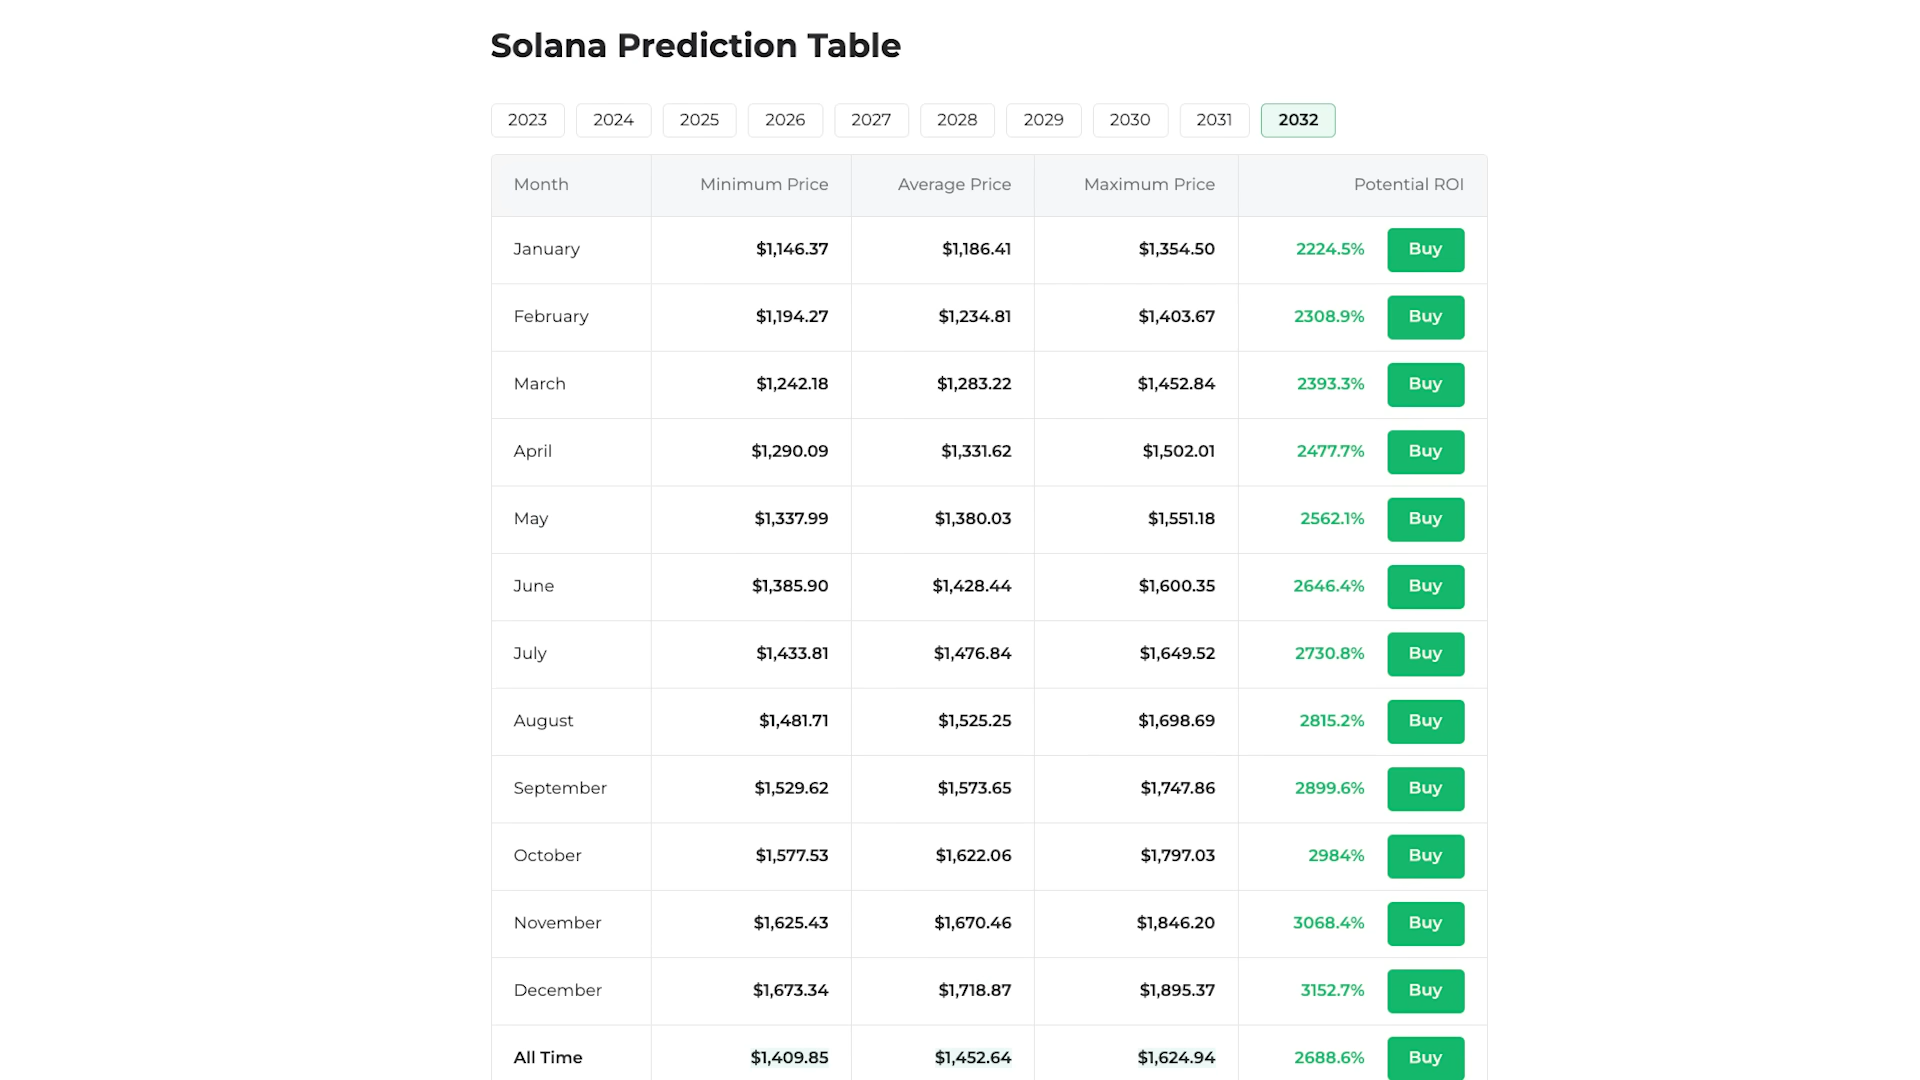 Solana Prediction Table
2023 2024 2025 2026 2027 2028 2029 2030 2031 2032
Month Minimum Price Average Price Maximum Price Potential ROI
January $1,146.37 $1,186.41 $1,354.50 2224.5% Buy
February $1,194.27 $1,234.81 $1,403.67 2308.9% Buy
March $1,242.18 $1,283.22 $1,452.84 2393.3% Buy
April $1,290.09 $1,331.62 $1,502.01 2477.7% Buy
May $1,337.99 $1,380.03 $1,551.18 2562.1% Buy
June $1,385.90 $1,428.44 $1,600.35 2646.4% Buy
July $1,433.81 $1,476.84 $1,649.52 2730.8% Buy
August $1,481.71 $1,525.25 $1,698.69 2815.2% Buy
September $1,529.62 $1,573.65 $1,747.86 2899.6% Buy
October $1,577.53 $1,622.06 $1,797.03 2984% Buy
November $1,625.43 $1,670.46 $1,846.20 3068.4% Buy
December $1,673.34 $1,718.87 $1,895.37 3152.7% Buy
All Time $1,409.85 $1,452.64 $1,624.94 2688.6% Buy